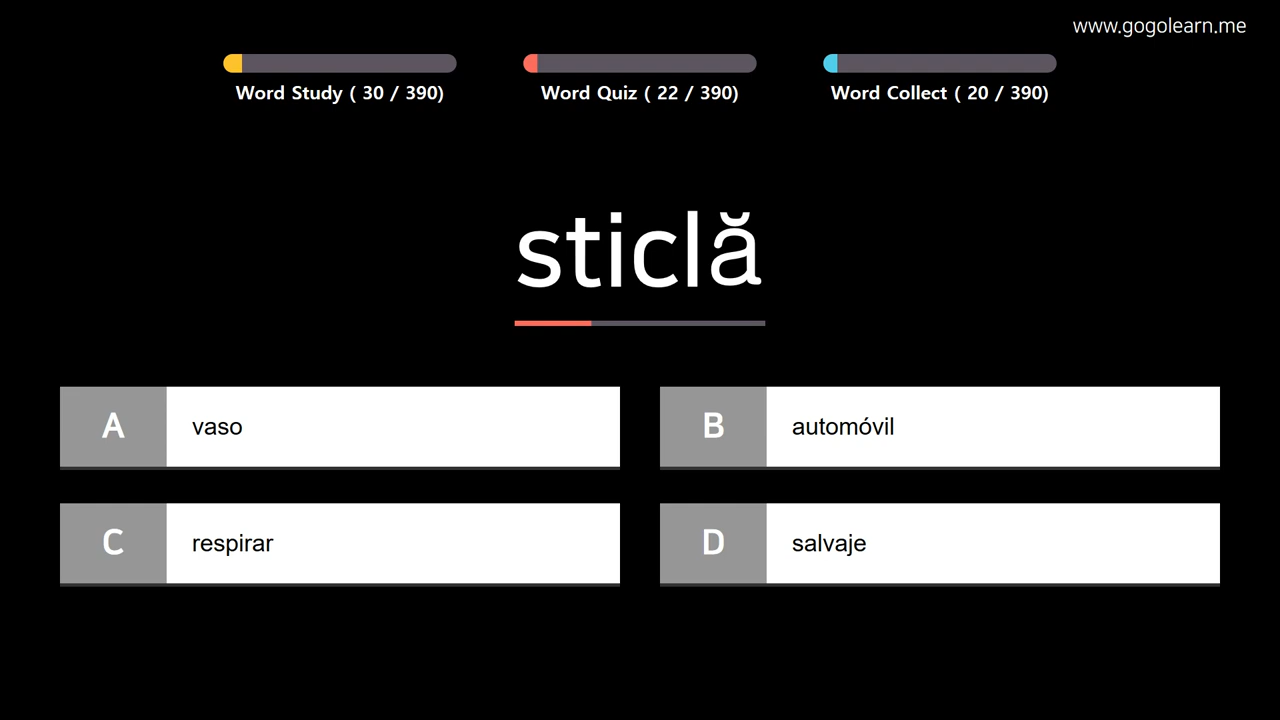 www.gogolearn.me
Word Study ( 30 / 390)
Word Quiz ( 22 / 390)
Word Collect ( 20 / 390)
sticlă
A vaso
B automóvil
C respirar
D salvaje